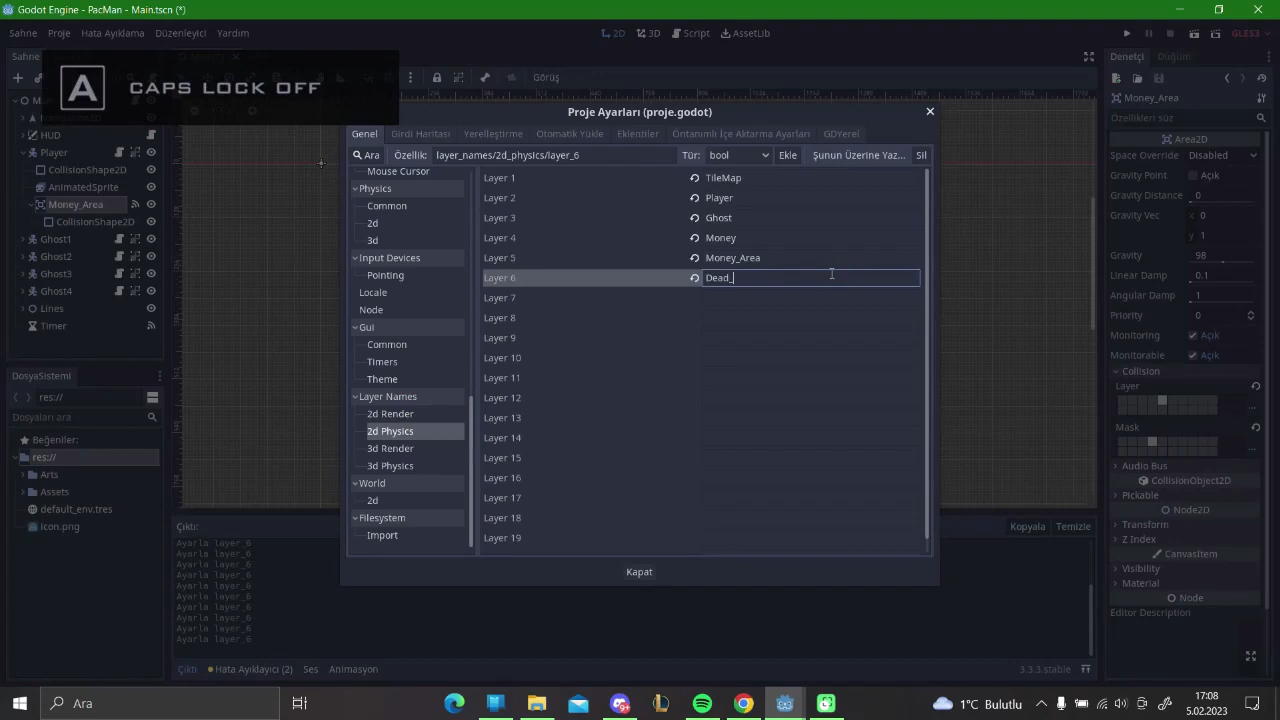 Godot Engine - PacMan - Main.tscn (*)
Sahne Proje Hata Ayıklama Düzenleyici Yardım
2D 3D Script AssetLib
GLES3
CAPS LOCK OFF
A
HUD
Player
CollisionShape2D
AnimatedSprite
Money_Area
CollisionShape2D
Ghost1
Ghost2
Ghost3
Ghost4
Lines
Timer
DosyaSistemi
res://
Dosyaları ara
Beğeniler:
res://
Arts
Assets
default_env.tres
icon.png
Görüş
Proje Ayarları (proje.godot)
Genel Girdi Haritası Yerelleştirme Otomatik Yükle Eklentiler Öntanımlı İçe Aktarma Ayarları GDYerel
Ara Özellik: layer_names/2d_physics/layer_6 Tür: bool Ekle Şunun Üzerine Yaz... Sil
Mouse Cursor
Physics
Common
2d
3d
Input Devices
Pointing
Locale
Node
Gui
Common
Timers
Theme
Layer Names
2d Render
2d Physics
3d Render
3d Physics
World
2d
Filesystem
Import
Layer 1 TileMap
Layer 2 Player
Layer 3 Ghost
Layer 4 Money
Layer 5 Money_Area
Layer 6 Dead_
Layer 7
Layer 8
Layer 9
Layer 10
Layer 11
Layer 12
Layer 13
Layer 14
Layer 15
Layer 16
Layer 17
Layer 18
Layer 19
Kapat
Çıktı: Kopyala Temizle
Ayarla layer_6
Ayarla layer_6
Ayarla layer_6
Ayarla layer_6
Ayarla layer_6
Ayarla layer_6
Ayarla layer_6
Ayarla layer_6
Ayarla layer_6
Ayarla layer_6
Çıktı Hata Ayıklayıcı (2) Ses Animasyon 3.3.3.stable
Denetçi Düğüm
Money_Area
Özellikleri süz
Area2D
Space Override Disabled
Gravity Point Açık
Gravity Distance 0
Gravity Vec x 0
y 1
Gravity 98
Linear Damp 0.1
Angular Damp 1
Priority 0
Monitoring Açık
Monitorable Açık
Collision
Layer
...
Mask
...
Audio Bus
CollisionObject2D
Pickable
Node2D
Transform
Z Index
CanvasItem
Visibility
Material
Node
Editor Description
Ara
1°C Bulutlu
17:08
5.02.2023